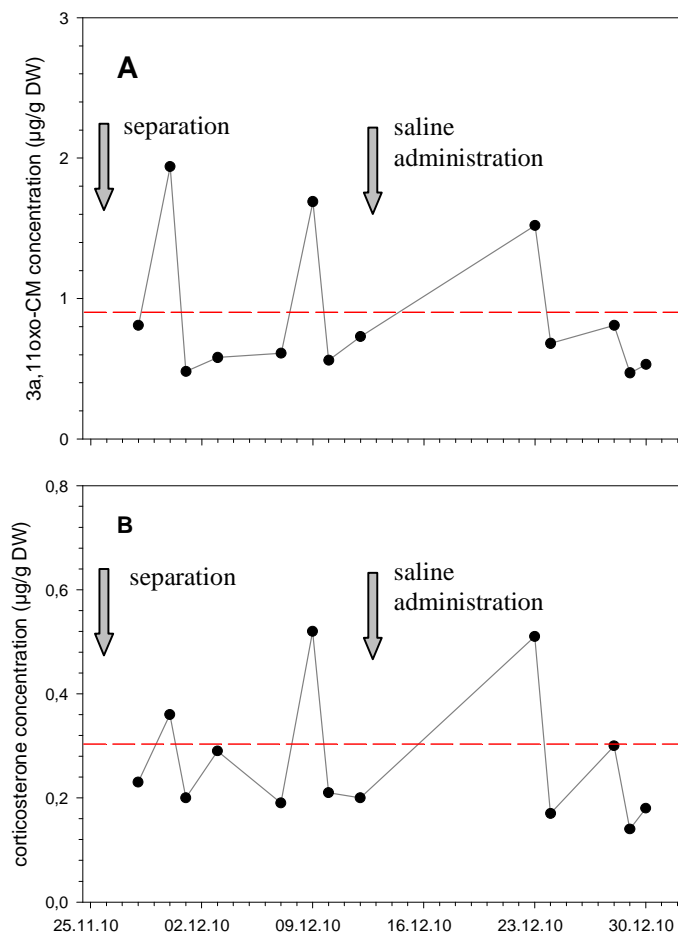 3a,11oxo-CM concentration (µg/g DW)
3
2
1
0
A
separation
saline
administration
corticosterone concentration (µg/g DW)
0,8
0,6
0,4
0,2
0,0
B
separation
saline
administration
25.11.10 02.12.10 09.12.10 16.12.10 23.12.10 30.12.10